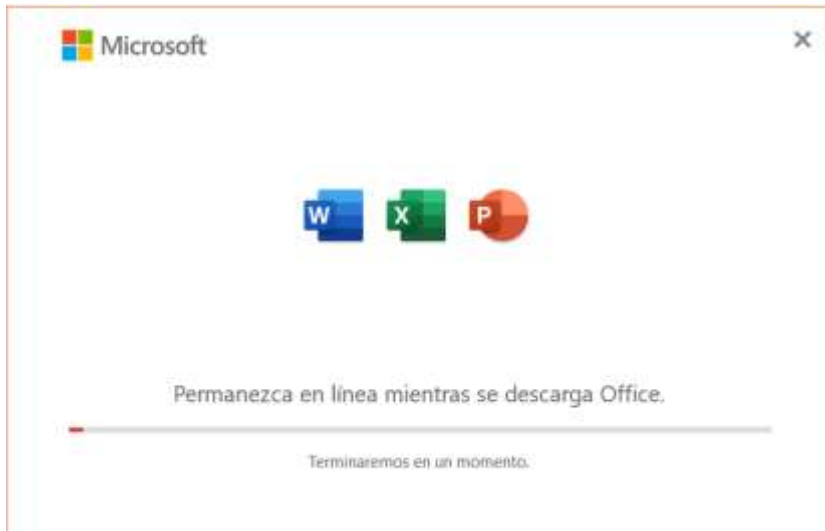 Microsoft
W X P
Permanezca en línea mientras se descarga Office.
Terminaremos en un momento.